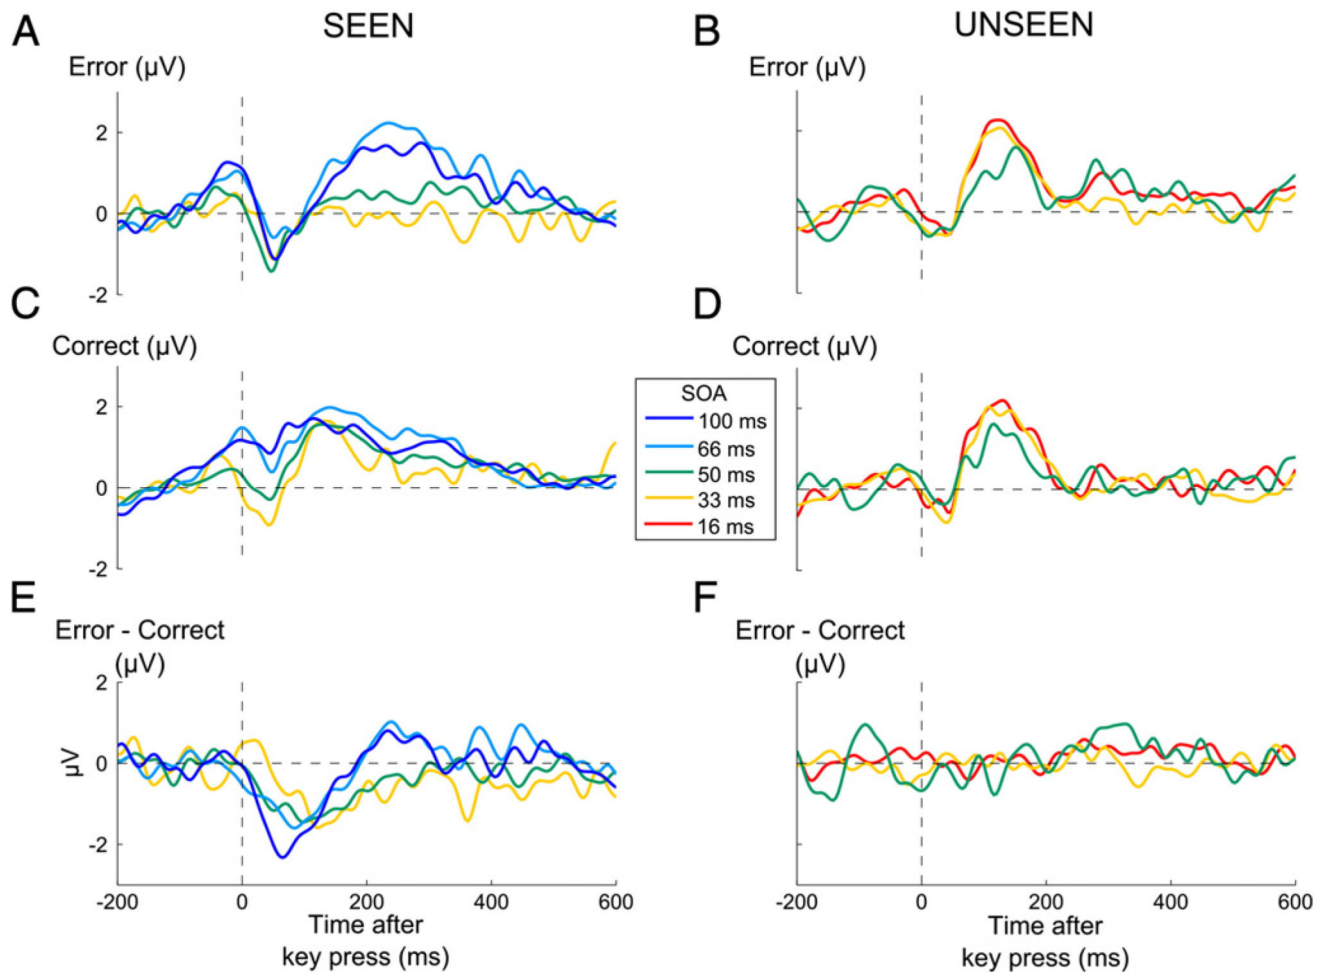 A
SEEN
B
UNSEEN
Error (µV)
Error (µV)
2
0
-2
C
D
Correct (µV)
Correct (µV)
2
0
-2
SOA
100 ms
66 ms
50 ms
33 ms
16 ms
E
F
Error - Correct
(µV)
Error - Correct
(µV)
2
0
-2
µV
-200
0
200
400
600
Time after
key press (ms)
-200
0
200
400
600
Time after
key press (ms)